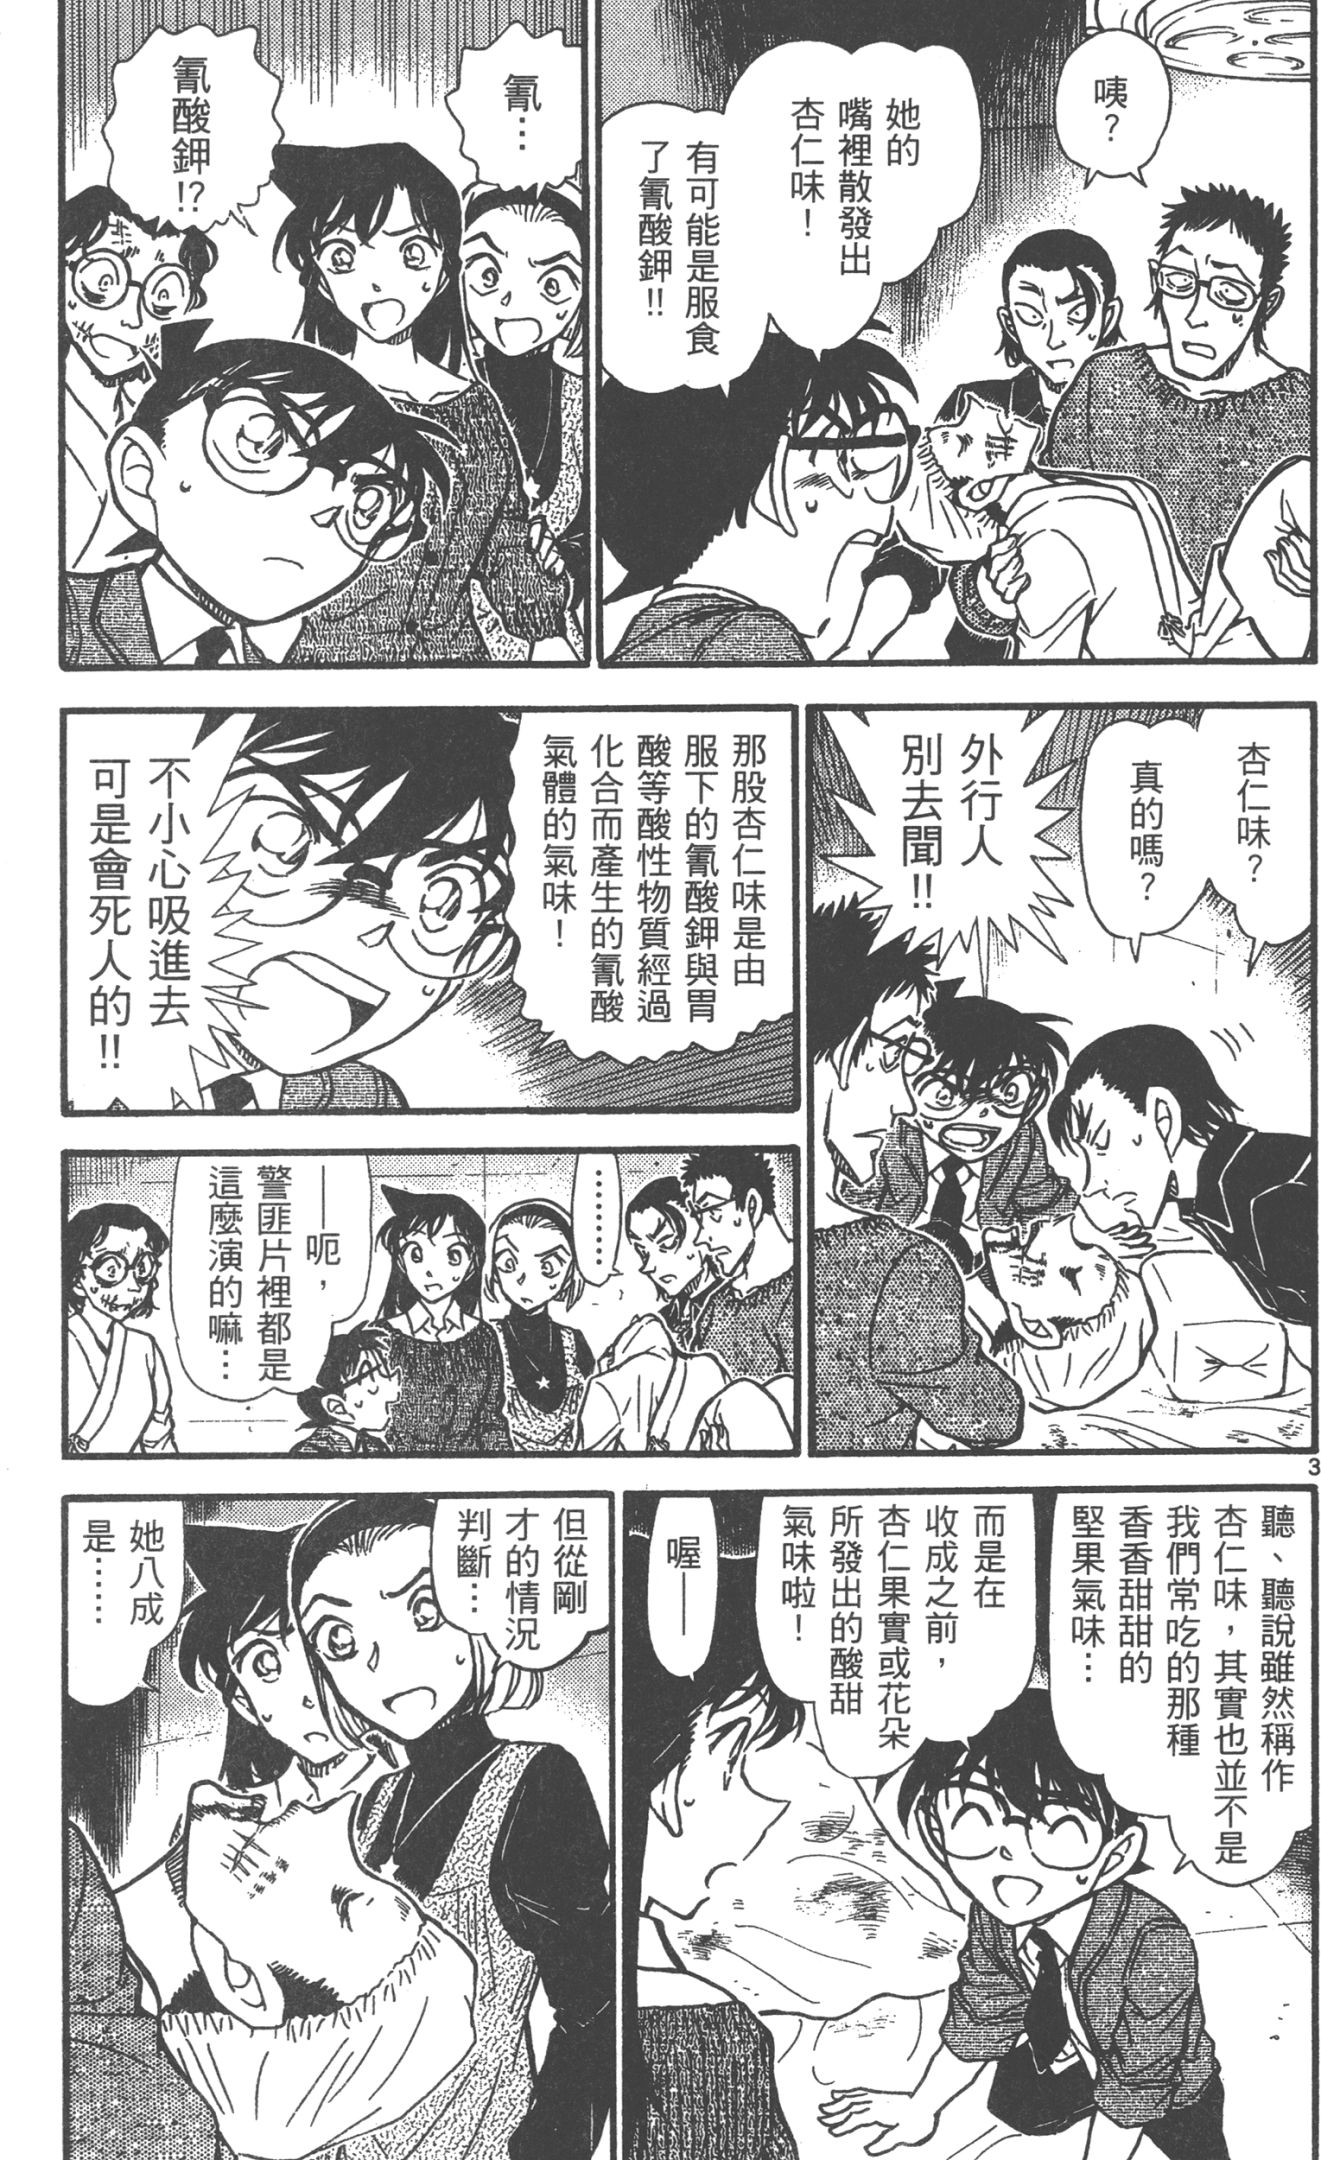 咦？
她的
嘴裡散發出
杏仁味！
有可能是服食
了氰酸鉀!!
氰…
氰酸鉀!?
杏仁味？
真的嗎？
外行人
別去聞!!
那股杏仁味是由
服下的氰酸鉀與胃
酸等酸性物質經過
化合而產生的氰酸
氣體的氣味！
不小心吸進去
可是會死人的!!
………
——呃，
警匪片裡都是
這麼演的嘛…
3
聽、聽說雖然稱作
杏仁味，其實也並不是
我們常吃的那種
香香甜甜的
堅果氣味…
而是在
收成之前，
杏仁果實或花朵
所發出的酸甜
氣味啦！
喔——
但從剛
才的情況
判斷…
她八成
是……